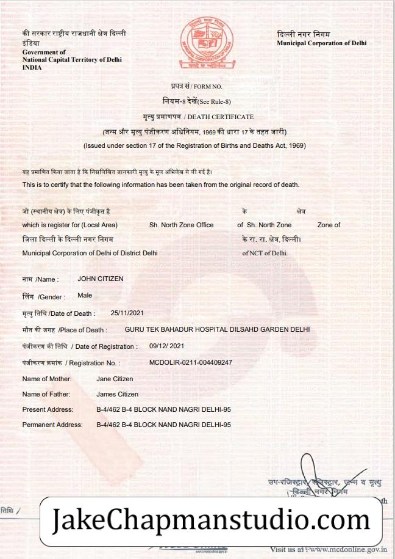 की सरकार राष्ट्रीय राजधानी क्षेत्र दिल्ली
इंडिया
Government of
National Capital Territory of Delhi
INDIA
दिल्ली नगर निगम
Municipal Corporation of Delhi
प्रपत्र सं/ FORM NO.
नियम-8 देखें(See Rule-8)
मृत्यु प्रमाणपत्र / DEATH CERTIFICATE
(जन्म और मृत्यु पंजीकरण अधिनियम, 1969 की धारा 17 के तहत जारी)
(issued under section 17 of the Registration of Births and Deaths Act, 1969)
यह प्रमाणित किया जाता है कि निम्नलिखित जानकारी मृत्यु के मूल अभिलेख से ली गई है।
This is to certify that the following information has been taken from the original record of death.
जो (स्थानीय क्षेत्र) के लिए पंजीकृत है के क्षेत्र
which is register for (Local Area) Sh. North Zone Office of Sh. North Zone Zone of
जिला दिल्ली के दिल्ली नगर निगम के रा. रा. क्षेत्र, दिल्ली।
Municipal Corporation of Delhi of District Delhi of NCT of Delhi.
नाम /Name : JOHN CITIZEN
लिंग /Gender : Male
मृत्यु तिथि /Date of Death : 25/11/2021
मौत की जगह /Place of Death : GURU TEK BAHADUR HOSPITAL DILSAHD GARDEN DELHI
पंजीकरण की तिथि / Date of Registration : 09/12/ 2021
पंजीकरण क्रमांक /Registration No. : MCDOLIR-0211-004409247
Name of Mother: Jane Citizen
Name of Father: James Citizen
Present Address: B-4/462 B-4 BLOCK NAND NAGRI DELHI-95
Permanent Address: B-4/462 B-4 BLOCK NAND NAGRI DELHI-95
उप-रजिस्ट्रार/रजिस्ट्रार, जन्म व मृत्यु
दिल्ली नगर निगम
तिथि /
JakeChapmanstudio.com
Visit us at : www.mcdonline.gov.in